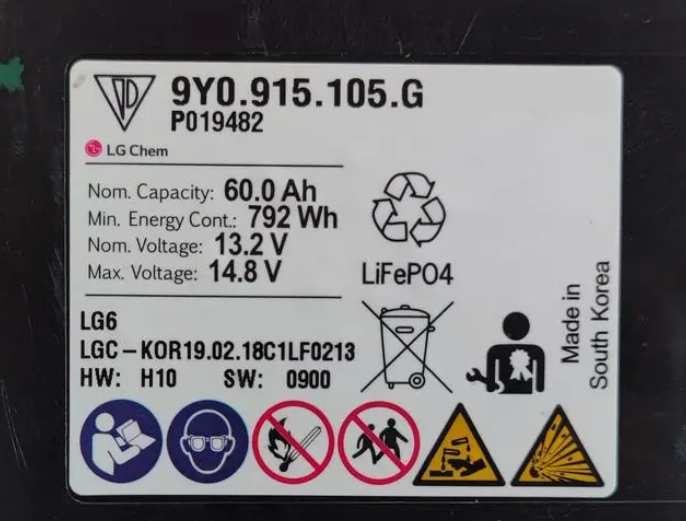 9Y0.915.105.G
P019482
LG Chem
Nom. Capacity: 60.0 Ah
Min. Energy Cont.: 792 Wh
Nom. Voltage: 13.2 V
Max. Voltage: 14.8 V
LiFePO4
LG6
LGC-KOR19.02.18C1LF0213
HW: H10 SW: 0900
Made in
South Korea